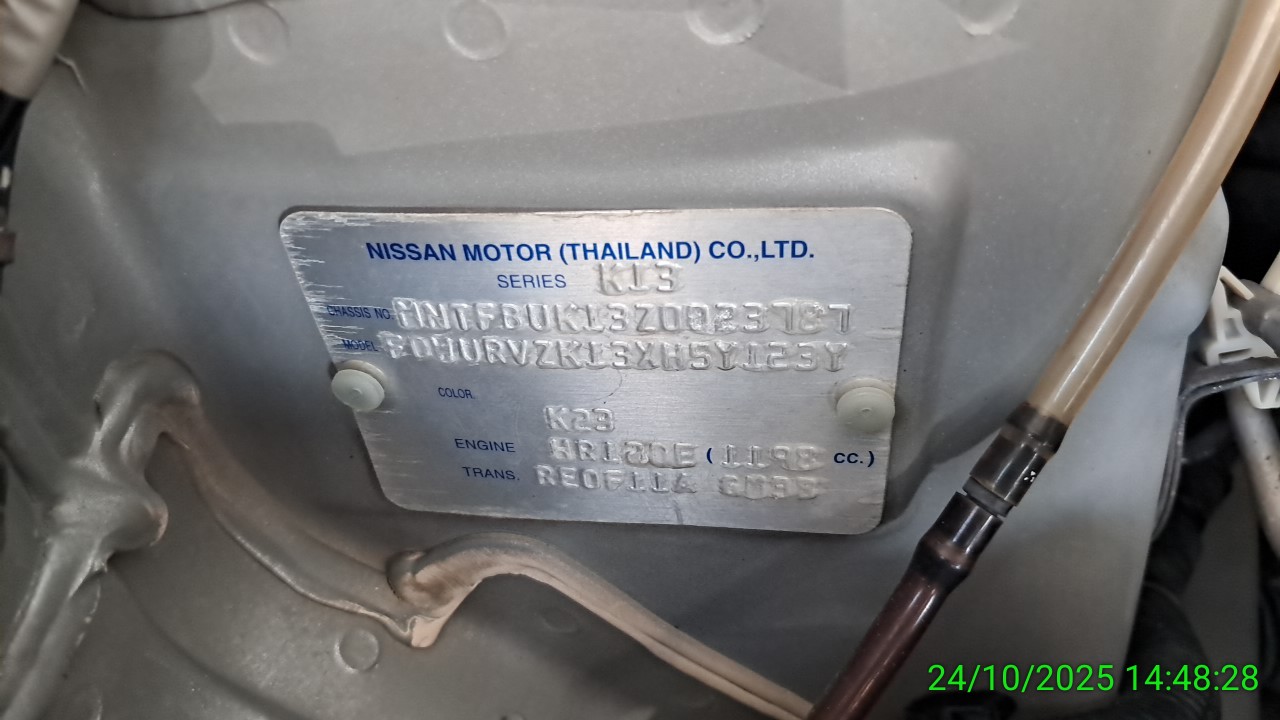 NISSAN MOTOR (THAILAND) CO.,LTD.
SERIES K13
CHASSIS NO. MNTFBUK13Z0023787
MODEL
COLOR
K23
ENGINE HR12DE (1198 CC.)
TRANS. RE0F11A
24/10/2025 14:48:28